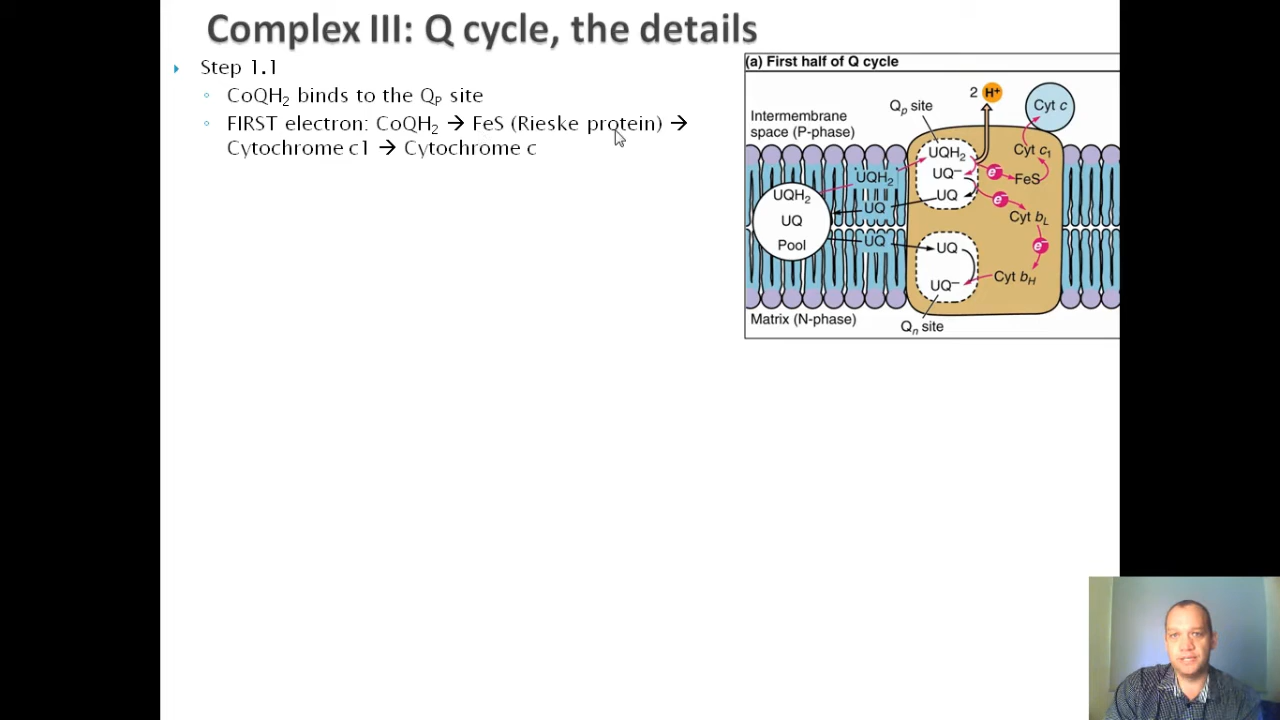 Complex III: Q cycle, the details
Step 1.1
CoQH₂ binds to the Qₚ site
FIRST electron: CoQH₂ → FeS (Rieske protein) →
Cytochrome c1 → Cytochrome c
(a) First half of Q cycle
2 H⁺
Cyt c
Qp site
Intermembrane
space (P-phase)
Cyt c₁
UQH₂
UQ⁻
UQ
e⁻
FeS
UQH₂
UQ
UQ
UQH₂
UQ
Pool
e⁻
Cyt bL
e⁻
UQ
UQ⁻
Cyt bH
Matrix (N-phase)
Qn site